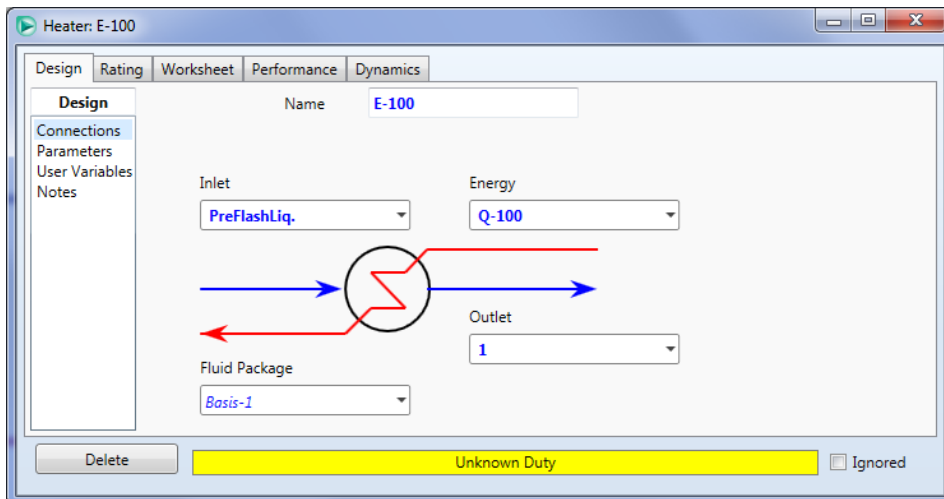 Heater: E-100
Design Rating Worksheet Performance Dynamics
Design
Name E-100
Connections
Parameters
User Variables
Notes
Inlet Energy
PreFlashLiq. Q-100
Outlet
1
Fluid Package
Basis-1
Delete Unknown Duty Ignored